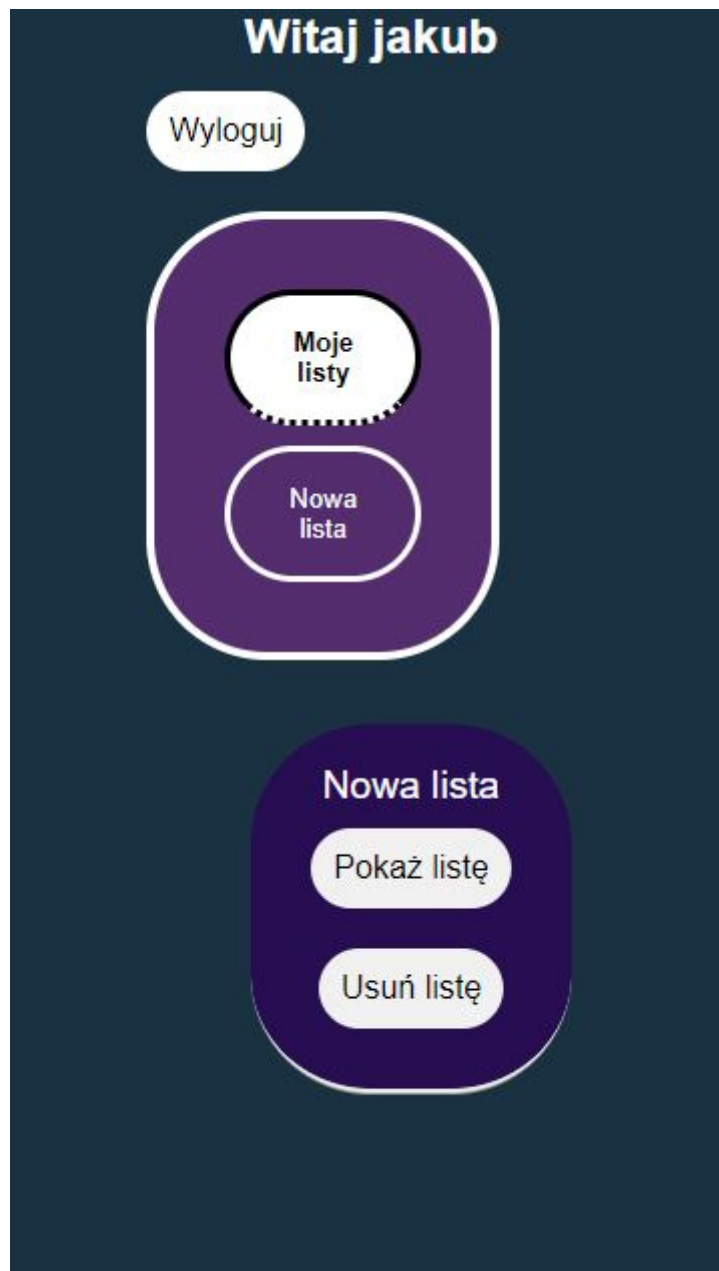 Witaj jakub
Wyloguj
Moje
listy
Nowa
lista
Nowa lista
Pokaż listę
Usuń listę